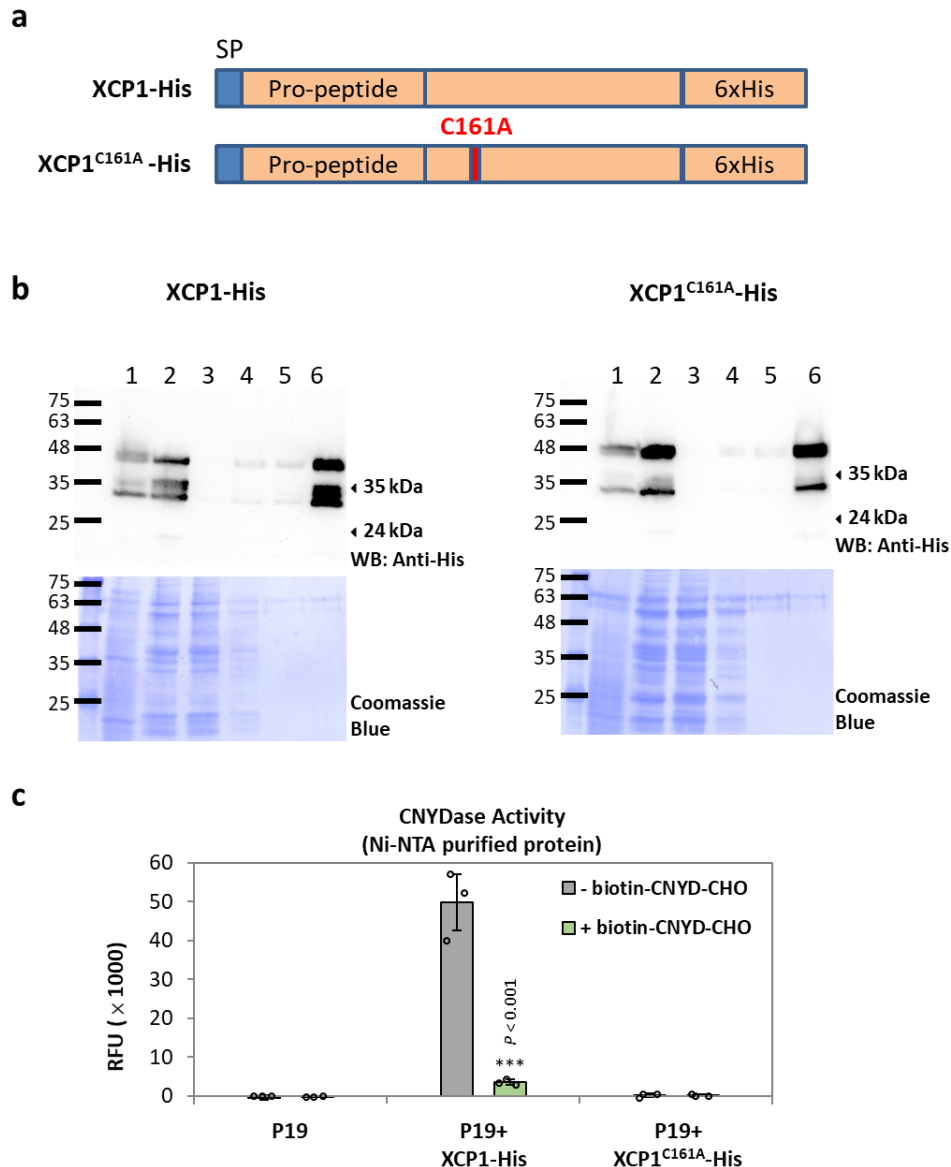 a
SP
XCP1-His
Pro-peptide
6xHis
C161A
XCP1C161A -His
Pro-peptide
6xHis
b
XCP1-His
XCP1C161A-His
1 2 3 4 5 6
1 2 3 4 5 6
75
63
48
35
25
35 kDa
24 kDa
WB: Anti-His
75
63
48
35
25
Coomassie
Blue
75
63
48
35
25
35 kDa
24 kDa
WB: Anti-His
75
63
48
35
25
Coomassie
Blue
c
CNYDase Activity
(Ni-NTA purified protein)
RFU ( × 1000)
60
50
40
30
20
10
0
- biotin-CNYD-CHO
+ biotin-CNYD-CHO
P < 0.001
***
P19
P19+
XCP1-His
P19+
XCP1C161A-His